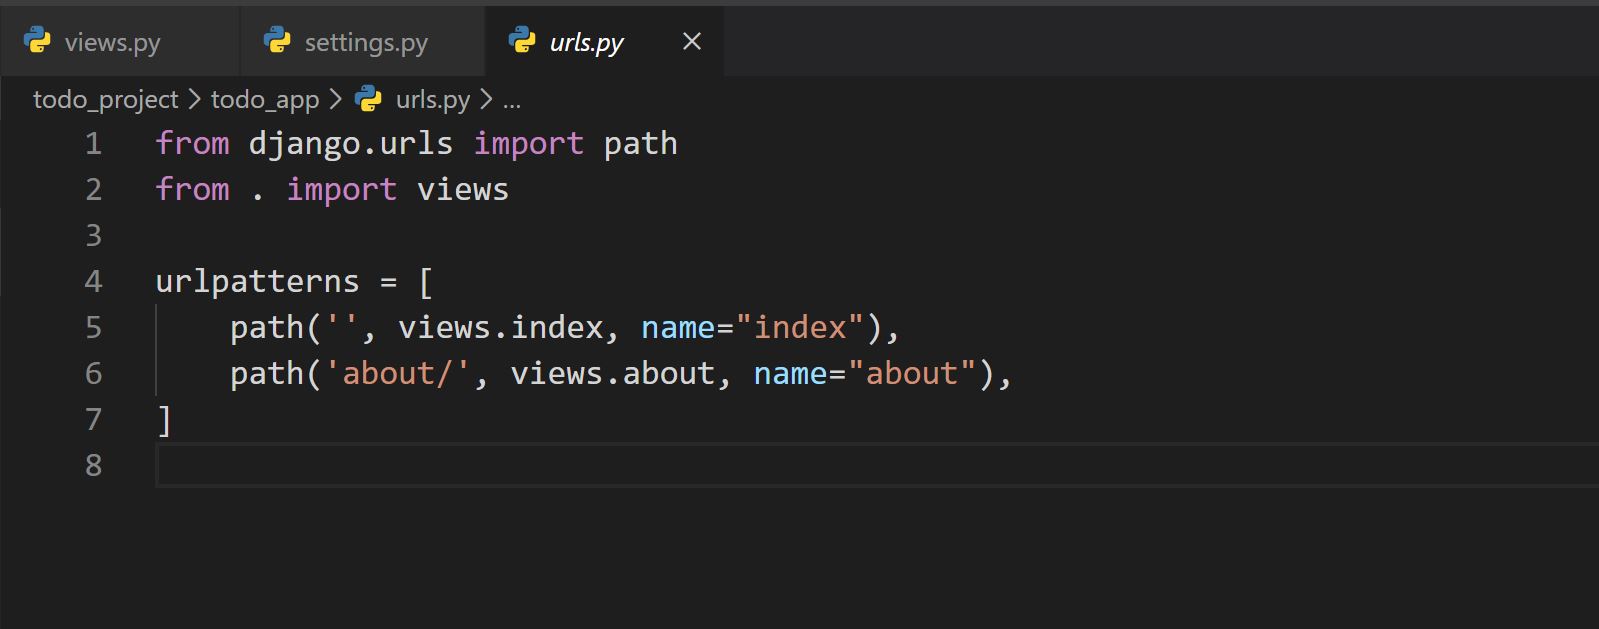 views.py settings.py urls.py
todo_project > todo_app > urls.py > ...
1 from django.urls import path
2 from . import views
3
4 urlpatterns = [
5     path('', views.index, name="index"),
6     path('about/', views.about, name="about"),
7 ]
8